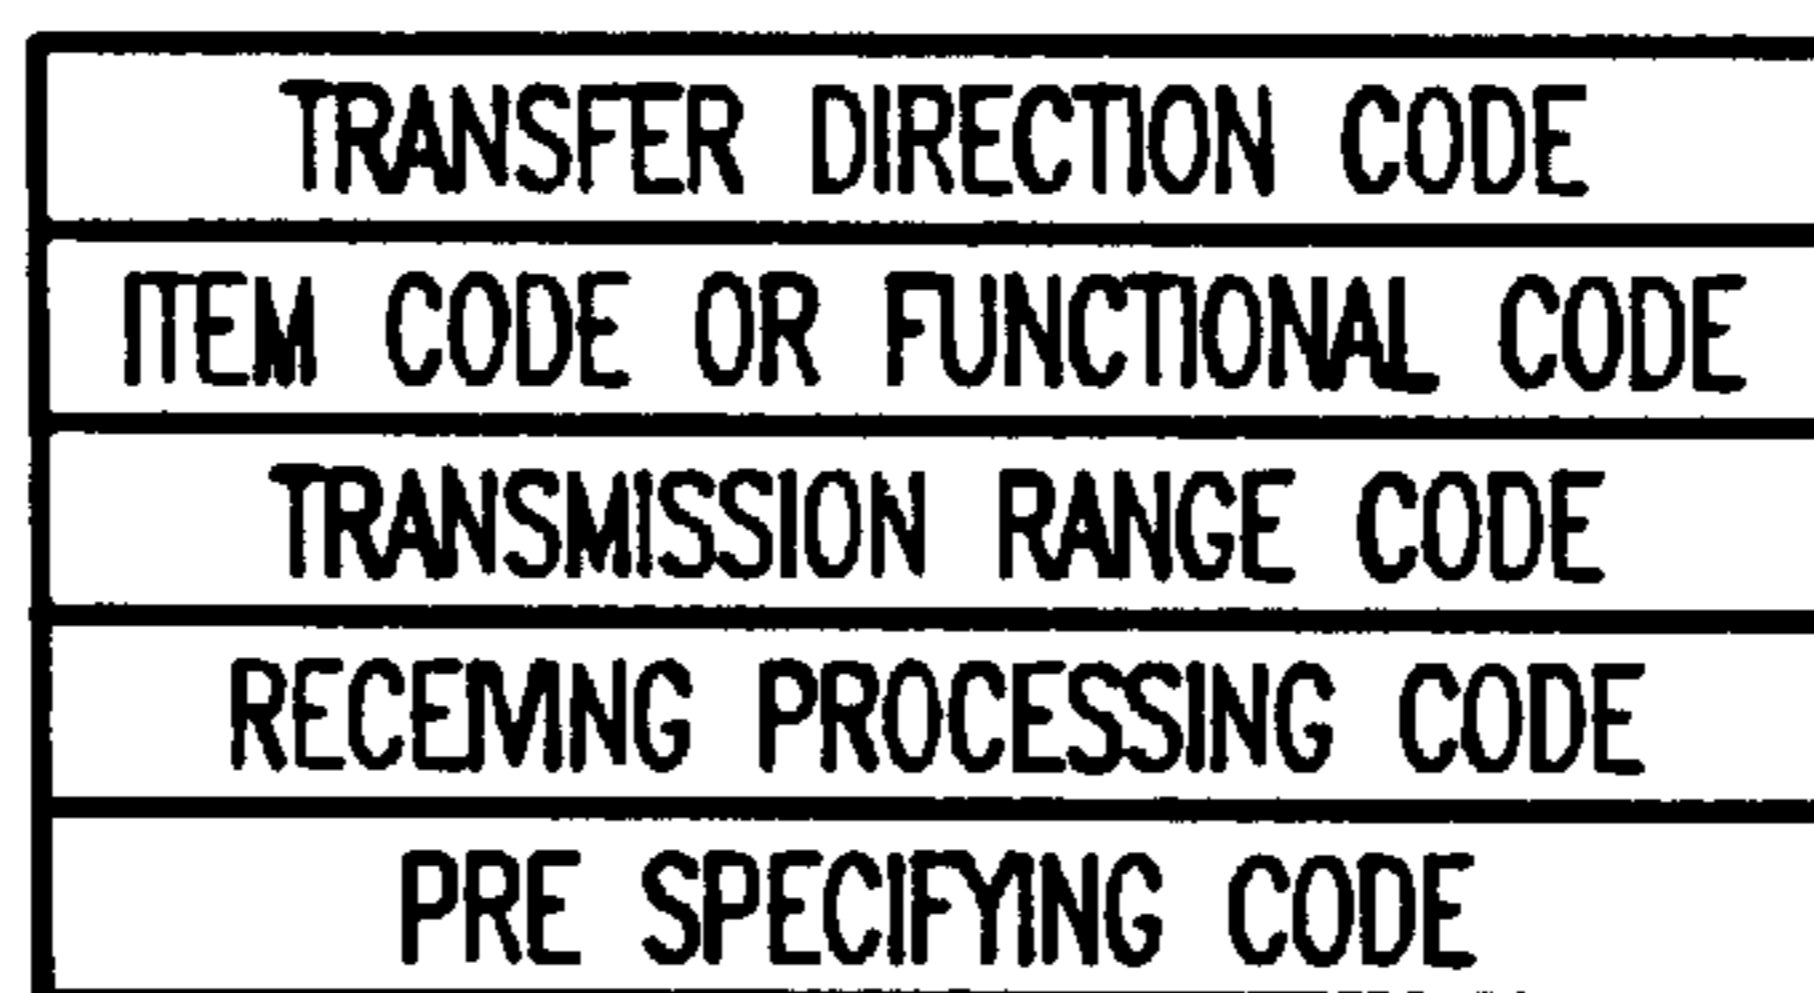 TRANSFER DIRECTION CODE
ITEM CODE OR FUNCTIONAL CODE
TRANSMISSION RANGE CODE
RECEIVING PROCESSING CODE
PRE SPECIFYING CODE